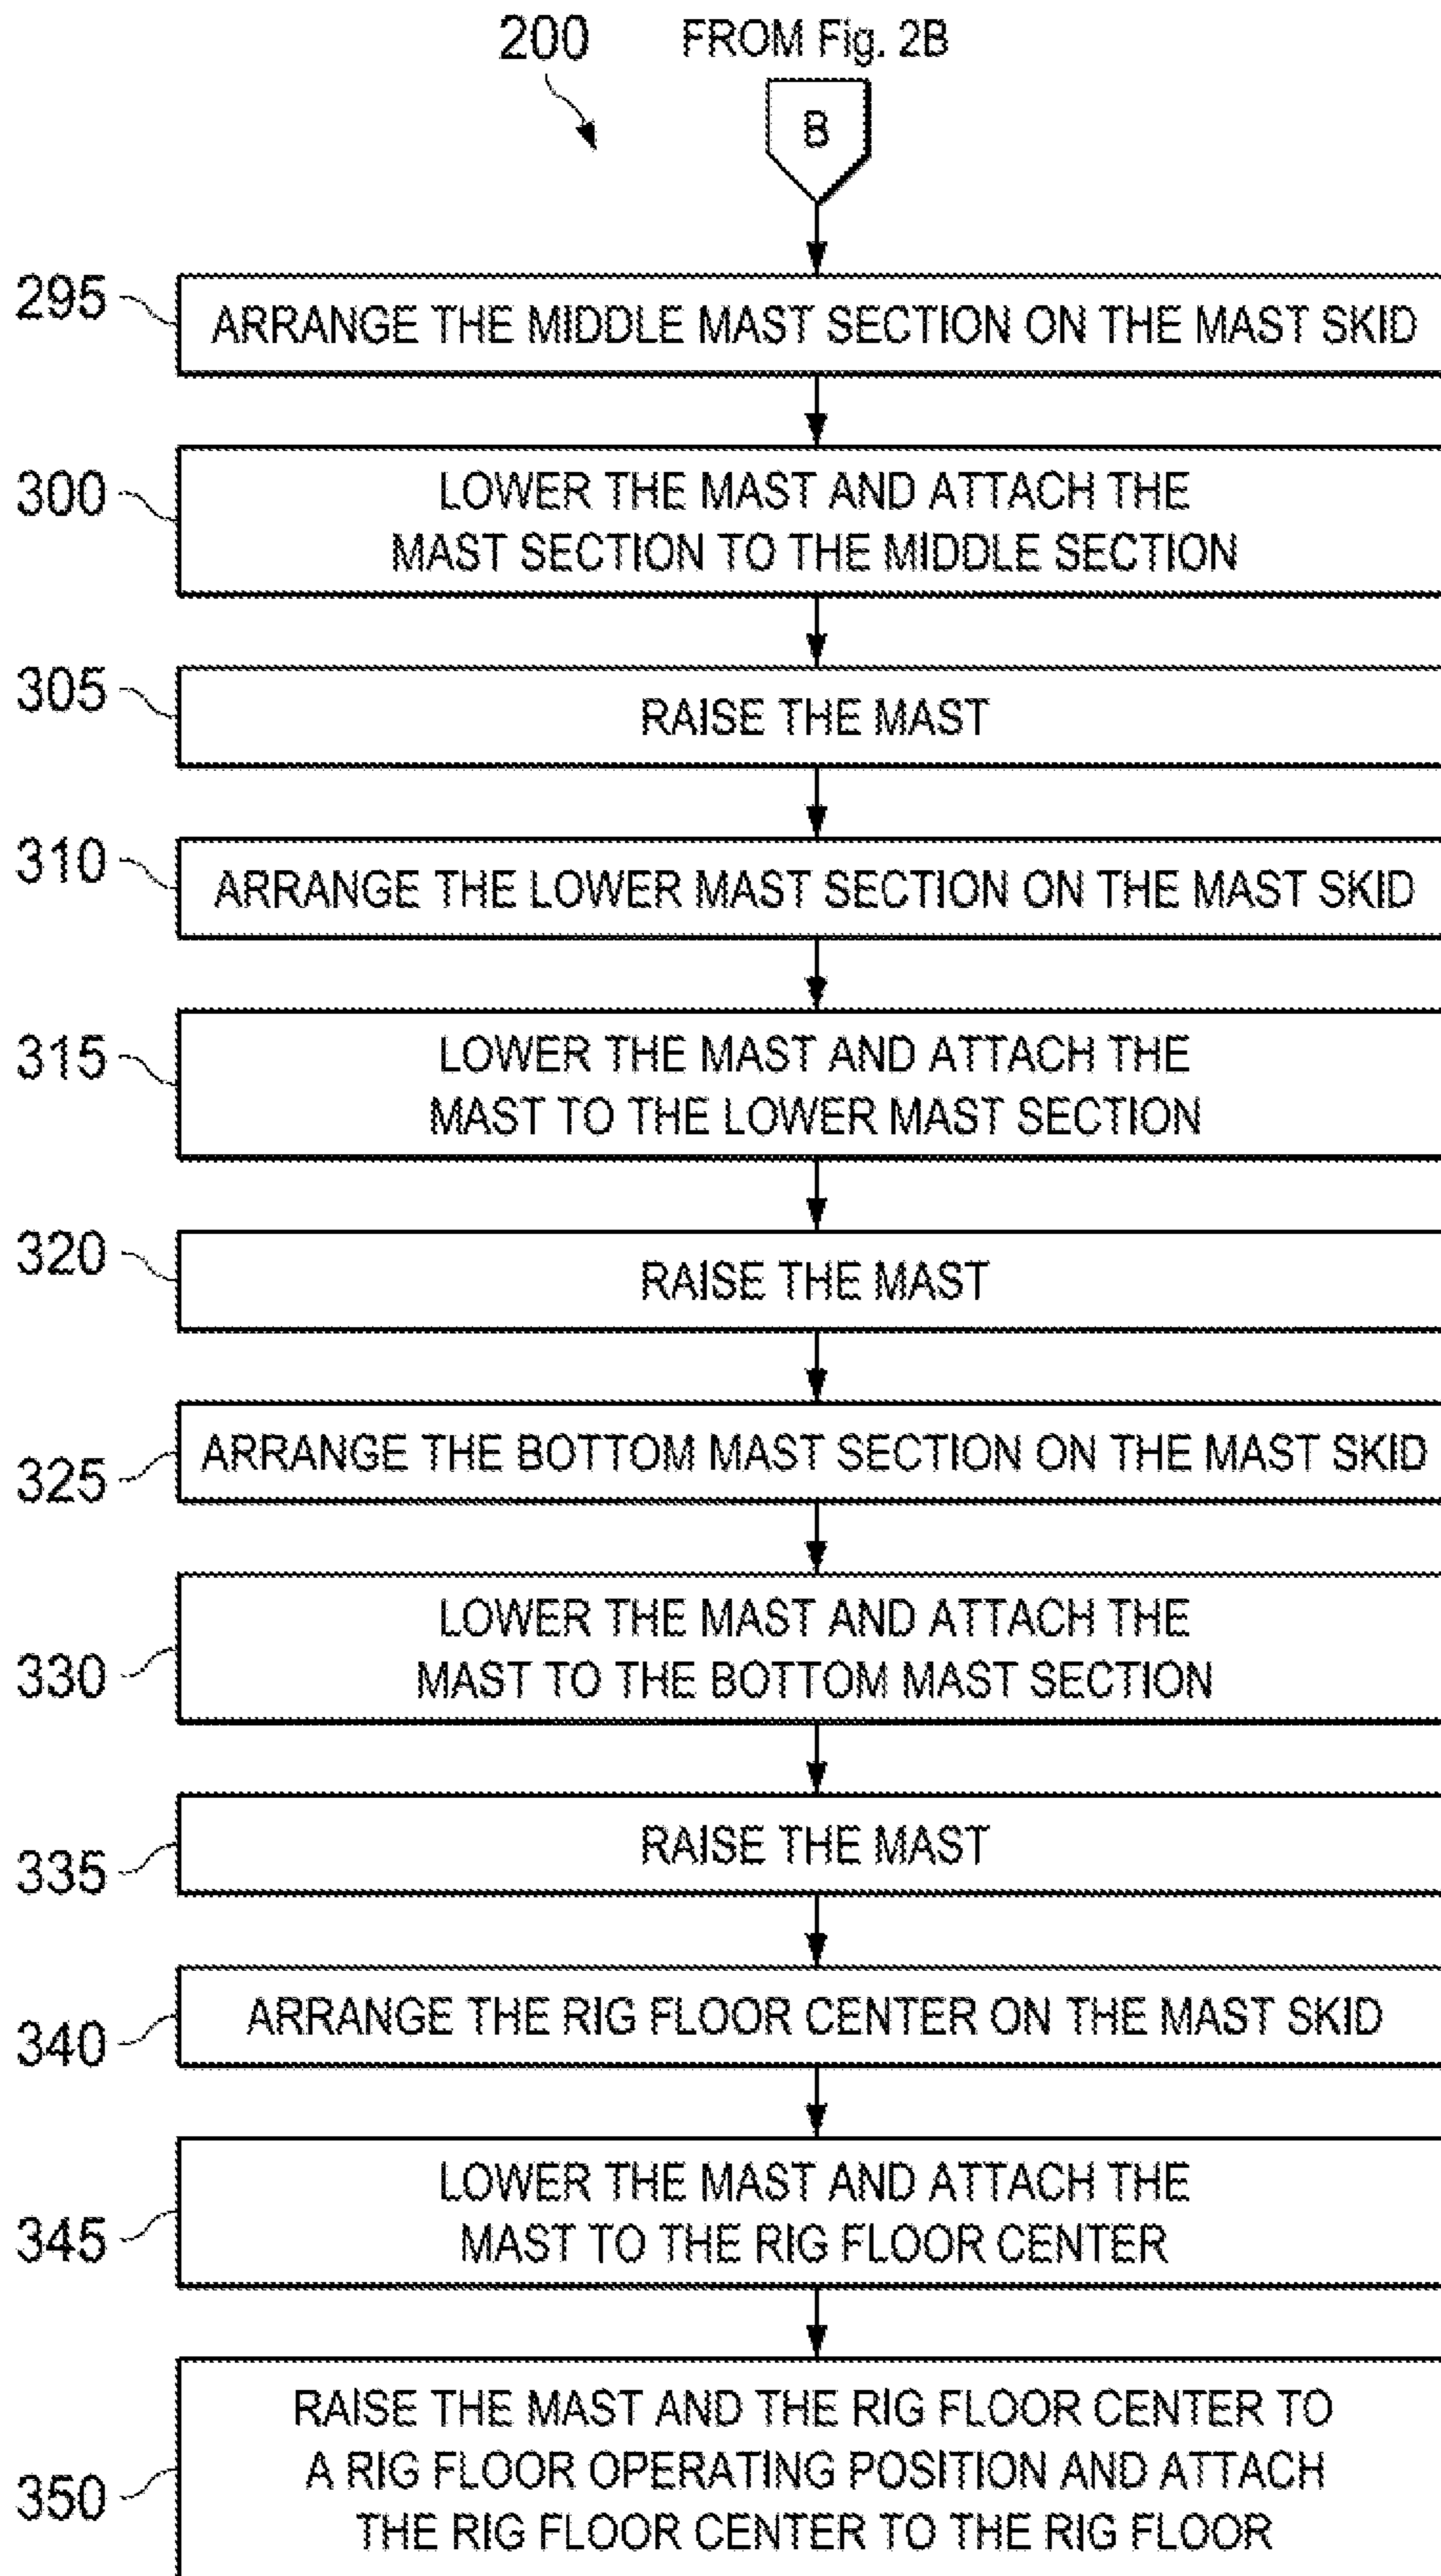 200 FROM Fig. 2B
B
295 ARRANGE THE MIDDLE MAST SECTION ON THE MAST SKID
300 LOWER THE MAST AND ATTACH THE
MAST SECTION TO THE MIDDLE SECTION
305 RAISE THE MAST
310 ARRANGE THE LOWER MAST SECTION ON THE MAST SKID
315 LOWER THE MAST AND ATTACH THE
MAST TO THE LOWER MAST SECTION
320 RAISE THE MAST
325 ARRANGE THE BOTTOM MAST SECTION ON THE MAST SKID
330 LOWER THE MAST AND ATTACH THE
MAST TO THE BOTTOM MAST SECTION
335 RAISE THE MAST
340 ARRANGE THE RIG FLOOR CENTER ON THE MAST SKID
345 LOWER THE MAST AND ATTACH THE
MAST TO THE RIG FLOOR CENTER
350 RAISE THE MAST AND THE RIG FLOOR CENTER TO
A RIG FLOOR OPERATING POSITION AND ATTACH
THE RIG FLOOR CENTER TO THE RIG FLOOR